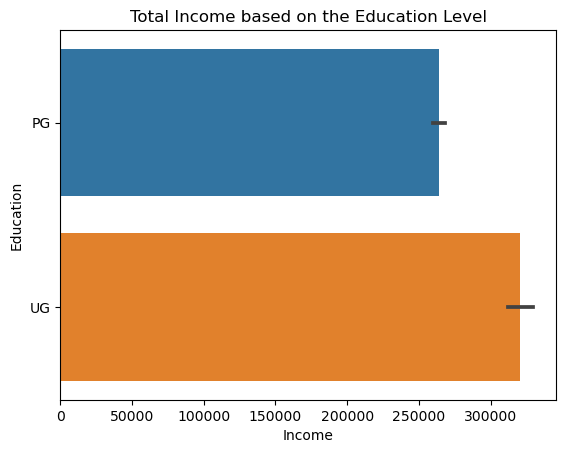 Total Income based on the Education Level
PG
UG
Education
0 50000 100000 150000 200000 250000 300000
Income